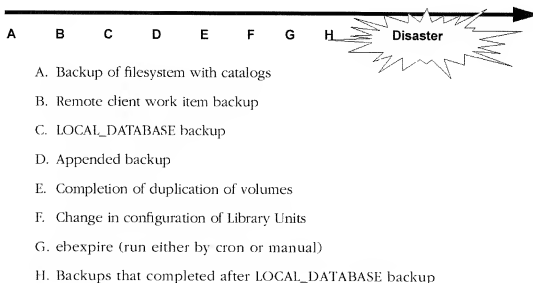 A B C D E F G H Disaster
A. Backup of filesystem with catalogs
B. Remote client work item backup
C. LOCAL_DATABASE backup
D. Appended backup
E. Completion of duplication of volumes
F. Change in configuration of Library Units
G. ebexpire (run either by cron or manual)
H. Backups that completed after LOCAL_DATABASE backup